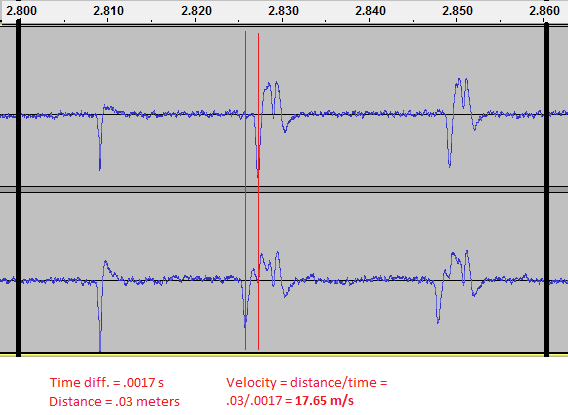 2.800 2.810 2.820 2.830 2.840 2.850 2.860
Time diff. = .0017 s
Distance = .03 meters
Velocity = distance/time =
.03/.0017 = 17.65 m/s